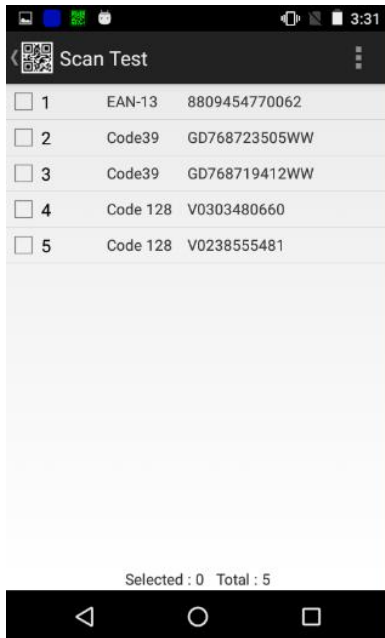 3:31
Scan Test
1 EAN-13 8809454770062
2 Code39 GD768723505WW
3 Code39 GD768719412WW
4 Code 128 V0303480660
5 Code 128 V0238555481
Selected : 0 Total : 5